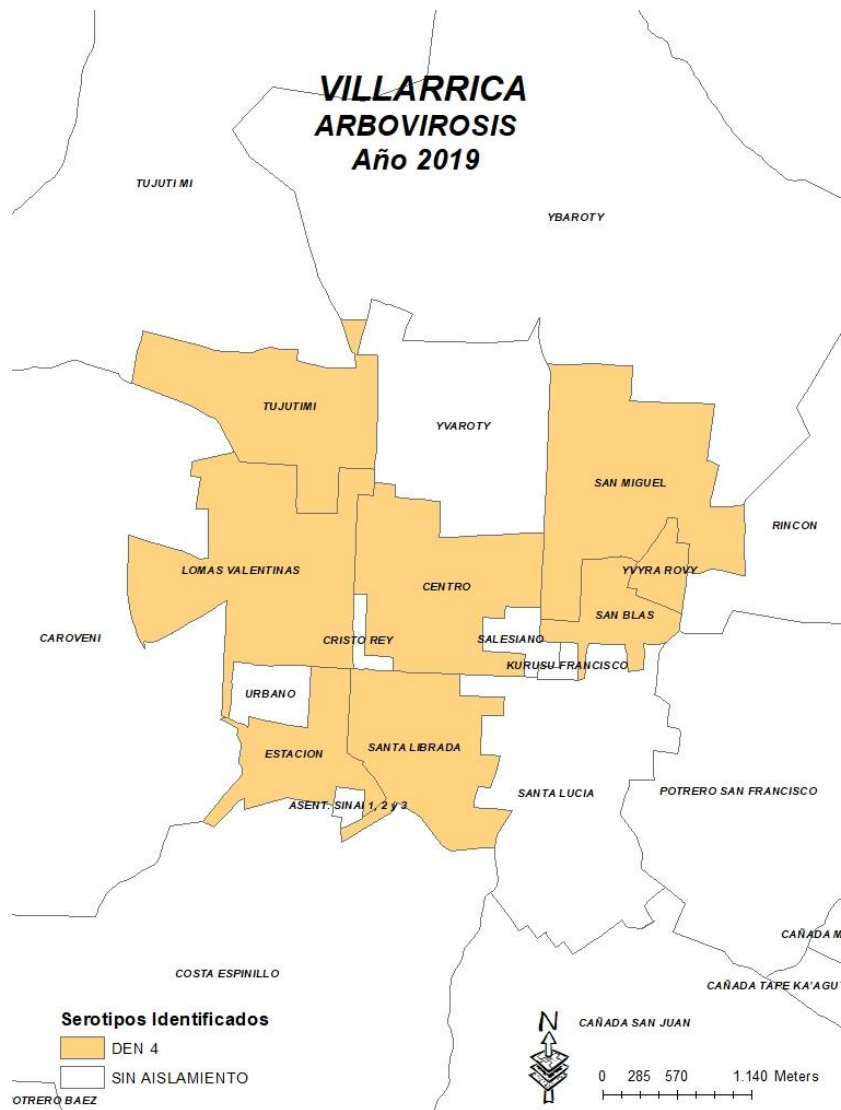 VILLARRICA
ARBOVIROSIS
Año 2019
TUJUTI MI
YBAROTY
TUJUTIMI
YVAROTY
SAN MIGUEL
RINCON
LOMAS VALENTINAS
CENTRO
YVYRA ROVY
SAN BLAS
CAROVENI
CRISTO REY
SALESIANO
KURUSU FRANCISCO
URBANO
ESTACION
SANTA LIBRADA
ASENT. SINAI 1, 2 y 3
SANTA LUCIA
POTRERO SAN FRANCISCO
CAÑADA M
COSTA ESPINILLO
CAÑADA TAPE KA'AGUY
Serotipos Identificados
DEN 4
SIN AISLAMIENTO
OTRERO BAEZ
N
CAÑADA SAN JUAN
0 285 570 1.140 Meters